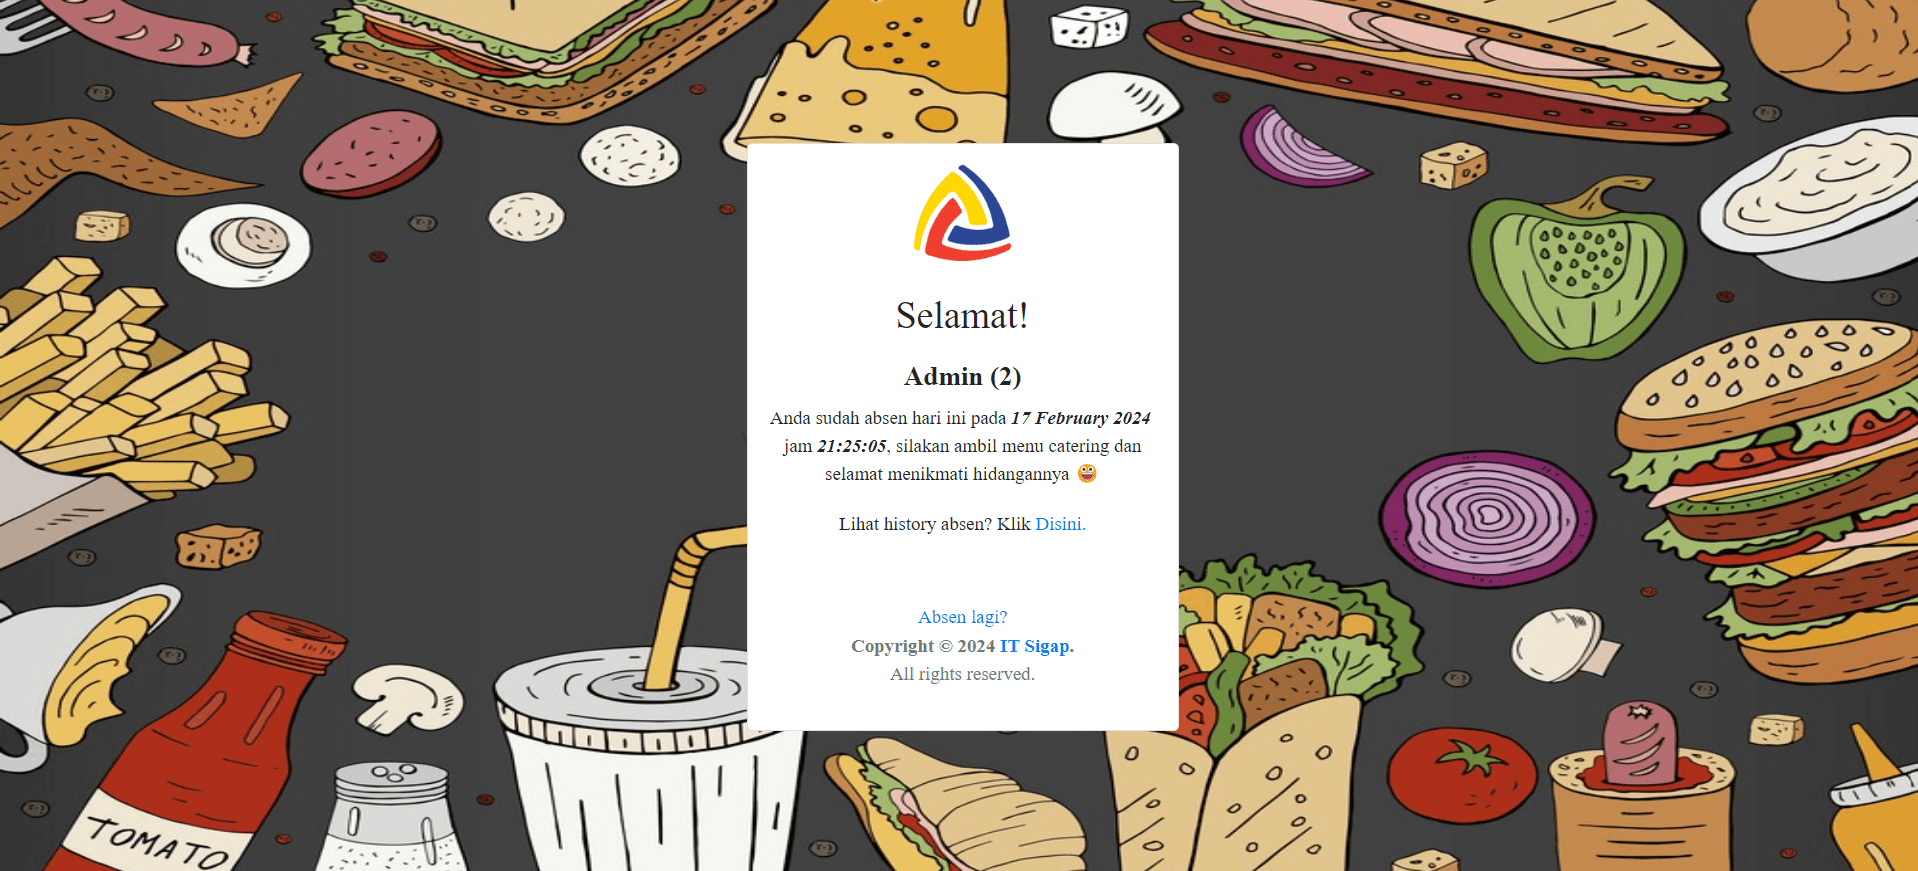 Selamat!
Admin (2)
Anda sudah absen hari ini pada 17 February 2024
jam 21:25:05, silakan ambil menu catering dan
selamat menikmati hidangannya 😀
Lihat history absen? Klik Disini.
Absen lagi?
Copyright © 2024 IT Sigap.
All rights reserved.
TOMATO